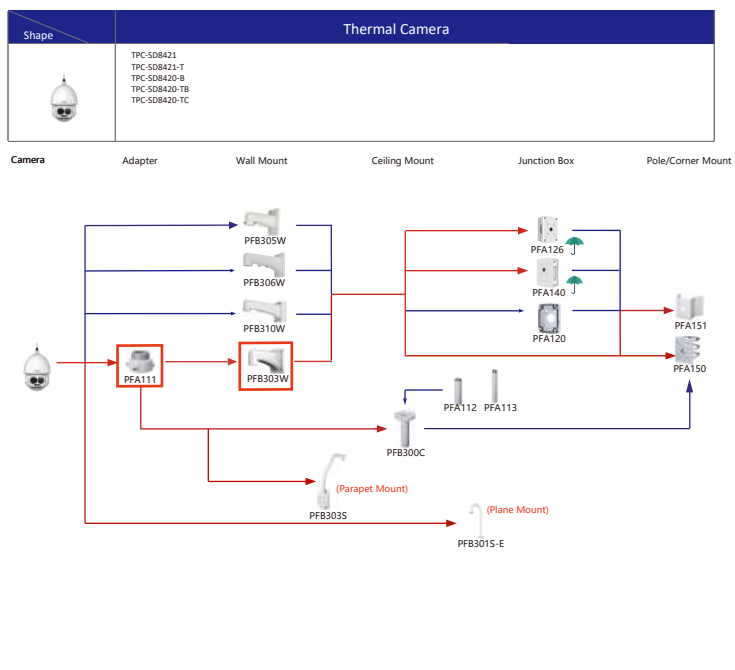 Shape
Thermal Camera
TPC-SD8421
TPC-SD8421-T
TPC-SD8420-B
TPC-SD8420-TB
TPC-SD8420-TC
Camera
Adapter
Wall Mount
Ceiling Mount
Junction Box
Pole/Corner Mount
PFB305W
PFA126
PFB306W
PFA140
PFB310W
PFA120
PFA151
PFA111
PFB303W
PFA150
PFA112
PFA113
PFB300C
(Parapet Mount)
PFB303S
(Plane Mount)
PFB301S-E